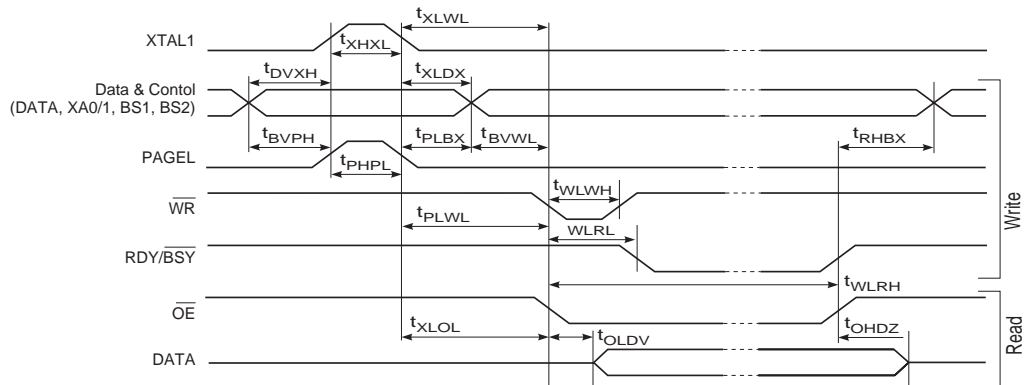 tXLWL
XTAL1
tXHXL
tDVXH
tXLDX
Data & Contol
(DATA, XA0/1, BS1, BS2)
tBVPH
tPLBX
tBVWL
tRHBX
PAGEL
tPHPL
tWLWH
WR
tPLWL
WLRL
RDY/BSY
Write
tWLRH
OE
tXLOL
tOLDV
tOHDZ
DATA
Read